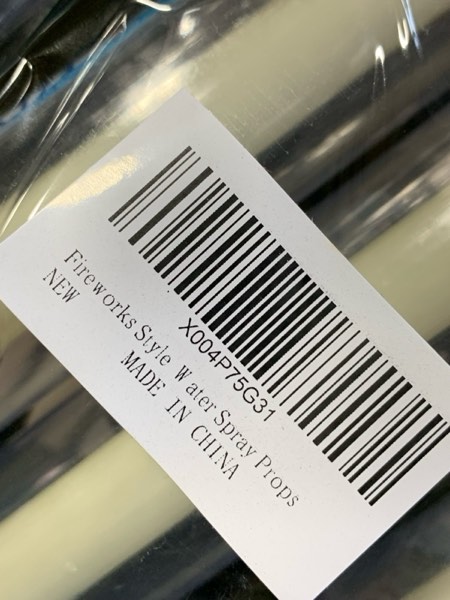 X004P75G31
Fireworks Style Water Spray Props
NEW
MADE IN CHINA